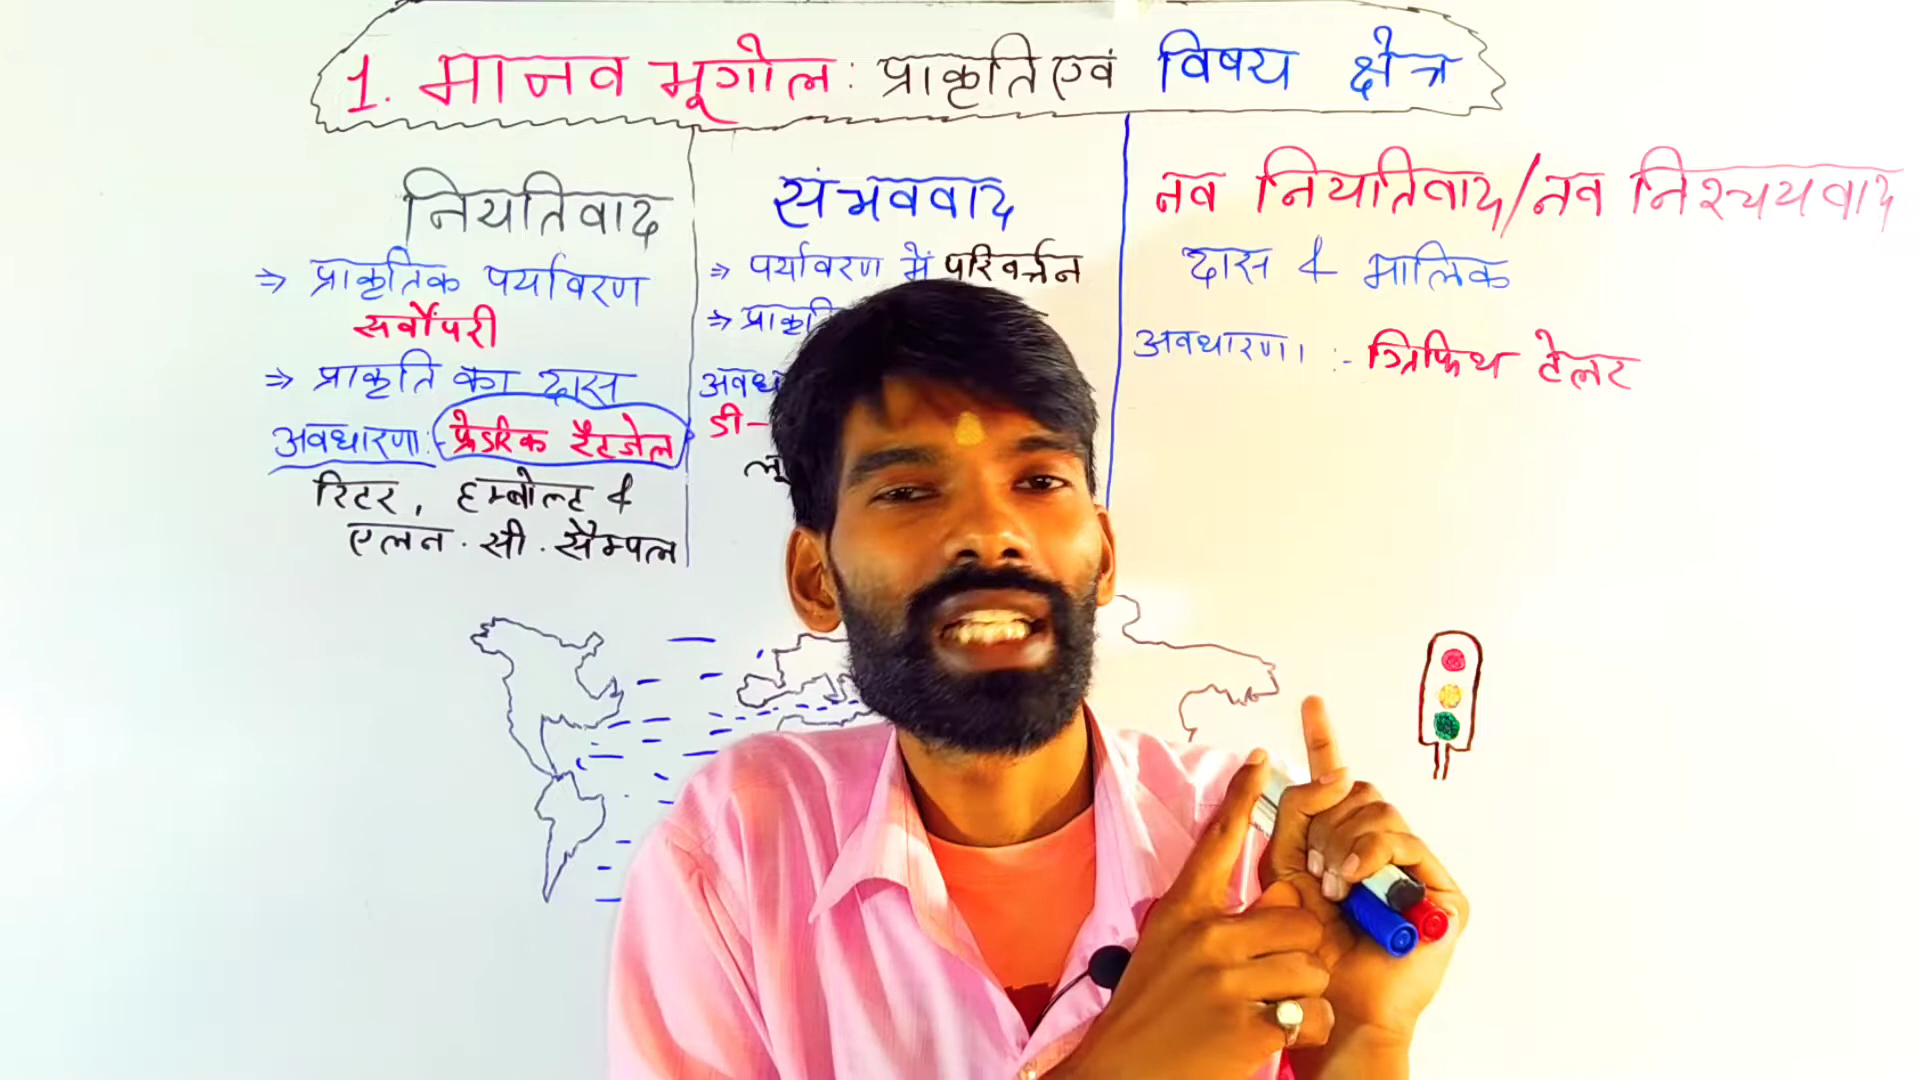 1. मानव भूगोल: प्राकृति एवं विषय क्षेत्र
नियतिवाद
⇒ प्राकृतिक पर्यावरण
सर्वोपरी
⇒ प्राकृति का दास
अवधारणा:- फ्रेडरिक रैटजेल
रिटर, हम्बोल्ट &
एलन. सी. सैम्पल
संभववाद
⇒ पर्यावरण में परिवर्तन
⇒
डी-
नव नियतिवाद/नव निश्चयवाद
दास & मालिक
अवधारणा :- ग्रिफिथ टेलर